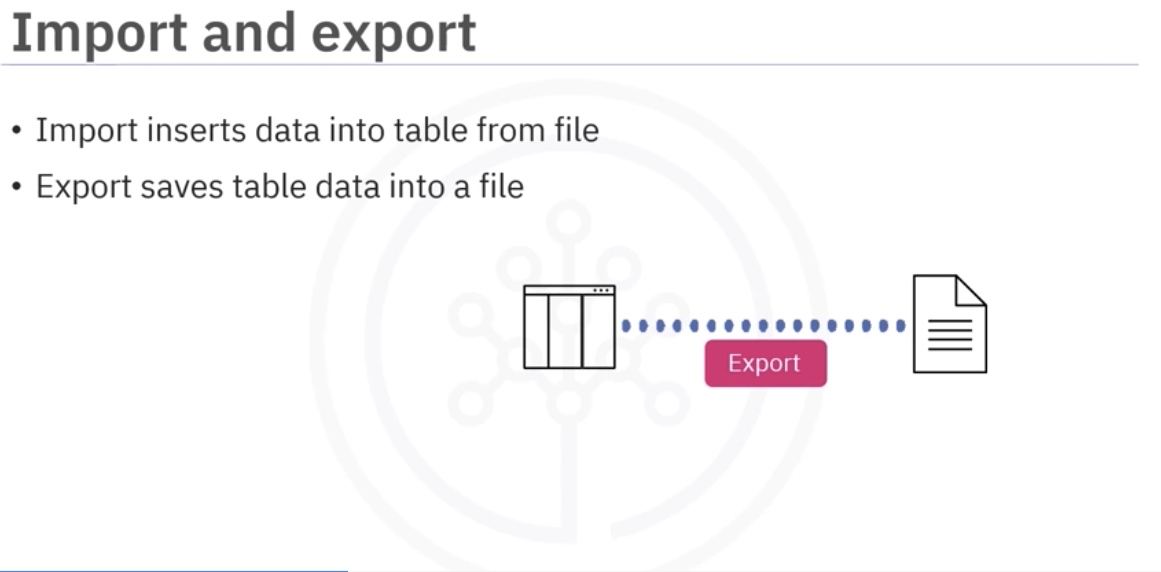 Import and export
• Import inserts data into table from file
• Export saves table data into a file
Export